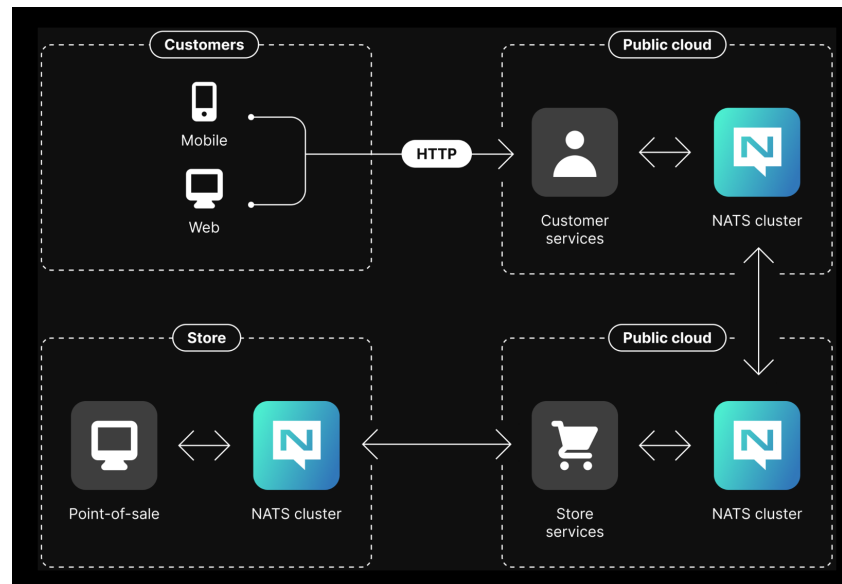 Customers
Mobile
Web
HTTP
Public cloud
Customer
services
NATS cluster
Store
Point-of-sale
NATS cluster
Public cloud
Store
services
NATS cluster